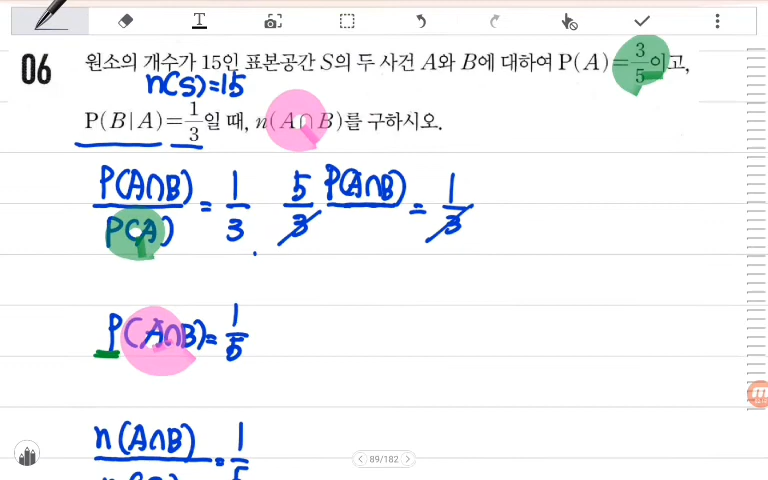 06 원소의 개수가 15인 표본공간 S의 두 사건 A와 B에 대하여 P(A)=3/5이고,
n(S)=15
P(B|A)=1/3일 때, n(A∩B)를 구하시오.
P(A∩B)/P(A) = 1/3 5/3 P(A∩B) = 1/3
P(A∩B)=1/5
n(A∩B) = 1/5
89/182